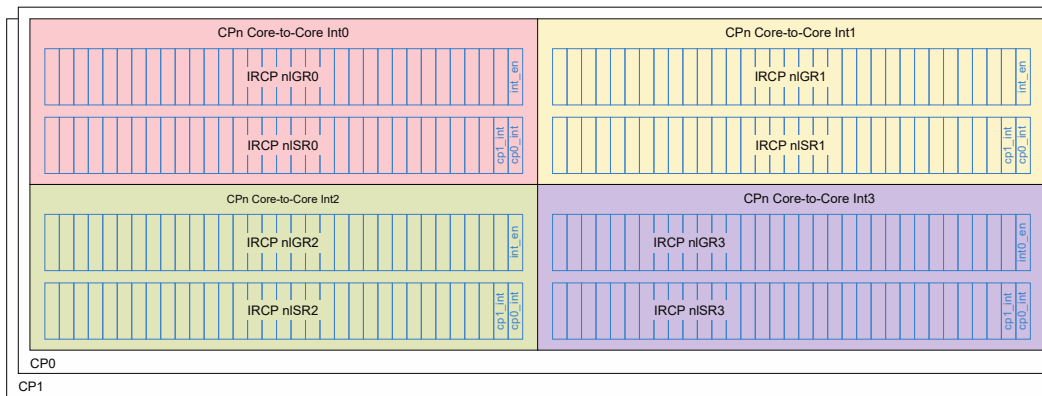 CPn Core-to-Core Int0
IRCP nIGR0
int_en
IRCP nISR0
cp1_int
cp0_int
CPn Core-to-Core Int1
IRCP nIGR1
int_en
IRCP nISR1
cp1_int
cp0_int
CPn Core-to-Core Int2
IRCP nIGR2
int_en
IRCP nISR2
cp1_int
cp0_int
CPn Core-to-Core Int3
IRCP nIGR3
int0_en
IRCP nISR3
cp1_int
cp0_int
CP0
CP1